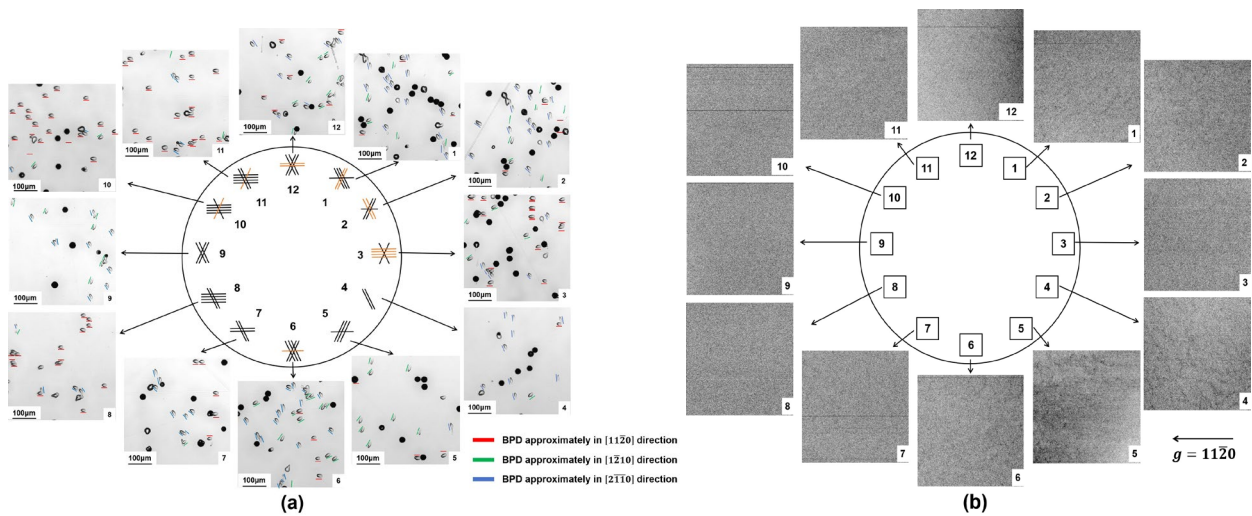 100μm
12
100μm
11
100μm
1
100μm
10
100μm
2
12
11
1
10
2
100μm
9
9
3
100μm
3
8
4
7
5
6
100μm
8
100μm
4
100μm
7
100μm
6
100μm
5
BPD approximately in [112̄0] direction
BPD approximately in [12̄10] direction
BPD approximately in [21̄1̄0] direction
(a)
12
11
1
10
2
12
11
1
10
2
9
9
3
3
8
4
7
5
6
8
4
7
5
6
g = 112̄0
(b)